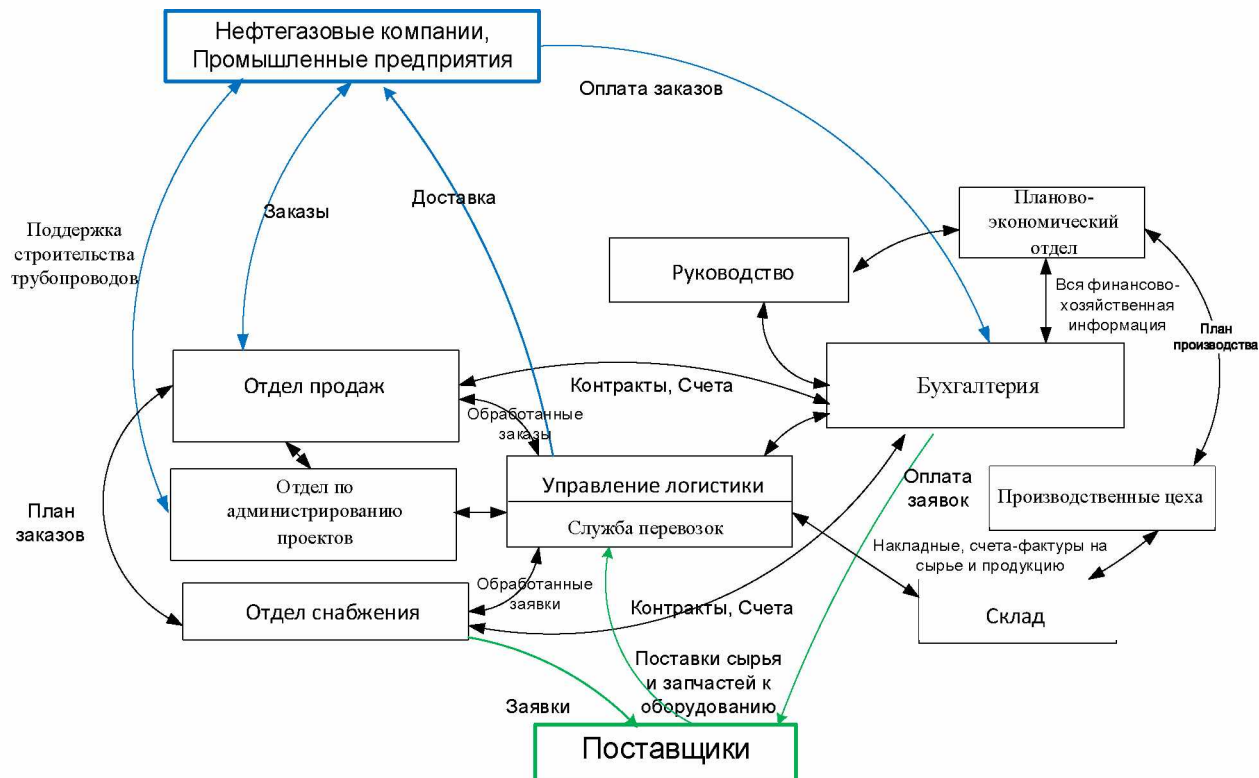 Нефтегазовые компании,
Промышленные предприятия
Оплата заказов
Заказы
Доставка
Поддержка
строительства
трубопроводов
Планово-
экономический
отдел
Руководство
Вся финансово-
хозяйственная
информация
План
производства
Отдел продаж
Контракты, Счета
Бухгалтерия
Обработанные
заказы
Управление логистики
Служба перевозок
Отдел по
администрированию
проектов
План
заказов
Оплата
заявок
Производственные цеха
Накладные, счета-фактуры на
сырье и продукцию
Обработанные
заявки
Отдел снабжения
Контракты, Счета
Склад
Поставки сырья
и запчастей к
оборудованию
Заявки
Поставщики